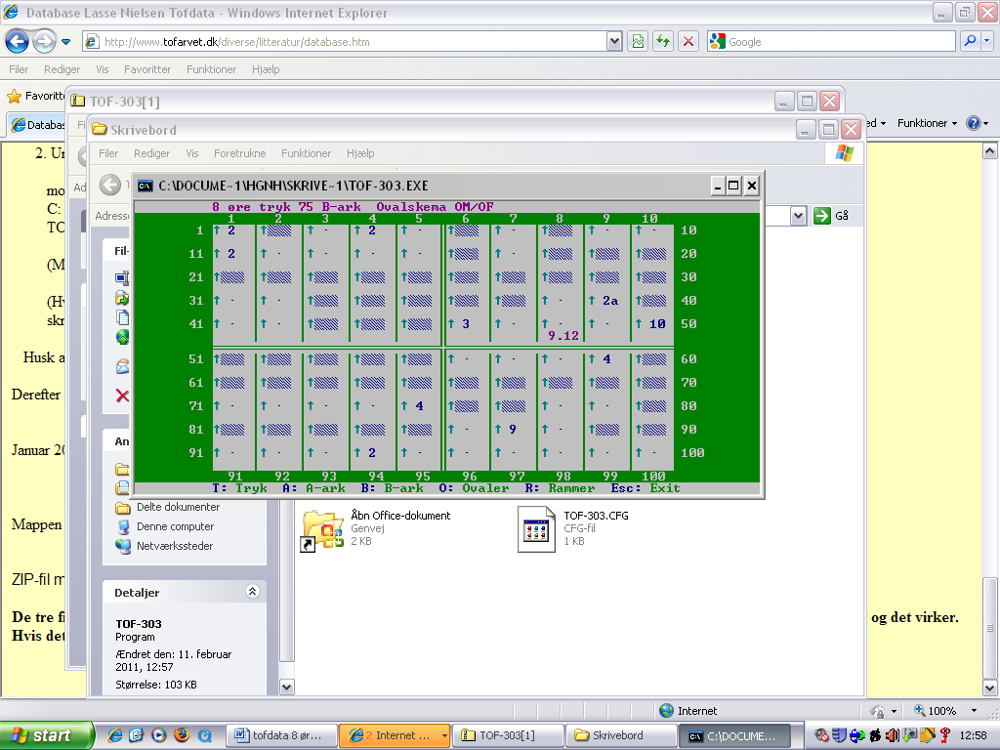 Database Lasse Nielsen Tofdata - Windows Internet Explorer
http://www.tofarvet.dk/diverse/litteratur/database.htm
Google
Filer Rediger Vis Favoritter Funktioner Hjælp
Favoritt
TOF-303[1]
Databas
Funktioner
Skrivebord
Filer Rediger Vis Foretrukne Funktioner Hjælp
Adresse
Gå
C:\DOCUME~1\HGNH\SKRIVE~1\TOF-303.EXE
8 øre tryk 75 B-ark Ovalskema OM/OF
1 2 3 4 5 6 7 8 9 10
1 ↑ 2 ↑ ↑ - ↑ 2 ↑ - ↑ ↑ - ↑ ↑ - ↑ - 10
11 ↑ 2 ↑ - ↑ - ↑ - ↑ - ↑ ↑ - ↑ - ↑ ↑ 20
21 ↑ ↑ ↑ ↑ ↑ ↑ ↑ ↑ ↑ ↑ 30
31 ↑ - ↑ - ↑ ↑ ↑ ↑ ↑ ↑ - ↑ 2a ↑ 40
41 ↑ - ↑ - ↑ ↑ ↑ ↑ 3 ↑ - ↑ - ↑ - ↑ 10 50
9.12
51 ↑ ↑ ↑ ↑ ↑ ↑ - ↑ - ↑ - ↑ 4 ↑ 60
61 ↑ ↑ ↑ ↑ ↑ ↑ ↑ ↑ ↑ ↑ 70
71 ↑ - ↑ - ↑ - ↑ - ↑ 4 ↑ ↑ ↑ - ↑ - ↑ 80
81 ↑ ↑ ↑ ↑ ↑ ↑ - ↑ 9 ↑ - ↑ ↑ 90
91 ↑ - ↑ - ↑ - ↑ 2 ↑ - ↑ - ↑ - ↑ - ↑ - ↑ - 100
91 92 93 94 95 96 97 98 99 100
T: Tryk A: A-ark B: B-ark O: Ovaler R: Rammer Esc: Exit
2. Ur
mo
C:
TO
(M
(Hv
skr
Husk a
Derefter
Januar 20
Mappen
ZIP-fil m
De tre fi
og det virker.
Hvis det
Fil-
An
Delte dokumenter
Denne computer
Netværkssteder
Detaljer
TOF-303
Program
Ændret den: 11. februar
2011, 12:57
Størrelse: 103 KB
Åbn Office-dokument
Genvej
2 KB
TOF-303.CFG
CFG-fil
1 KB
Internet
100%
start
tofdata 8 ør...
2 Internet ...
TOF-303[1]
Skrivebord
C:\DOCUME...
12:58